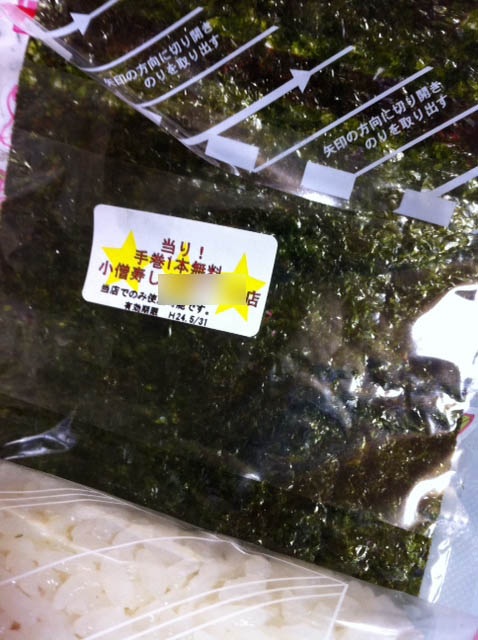 矢印の方向に切り開き
のりを取り出す
矢印の方向に切り開き
のりを取り出す
当り！
手巻1本無料
小僧寿し 店
当店でのみ使 能です。
有効期限 H24.5/31